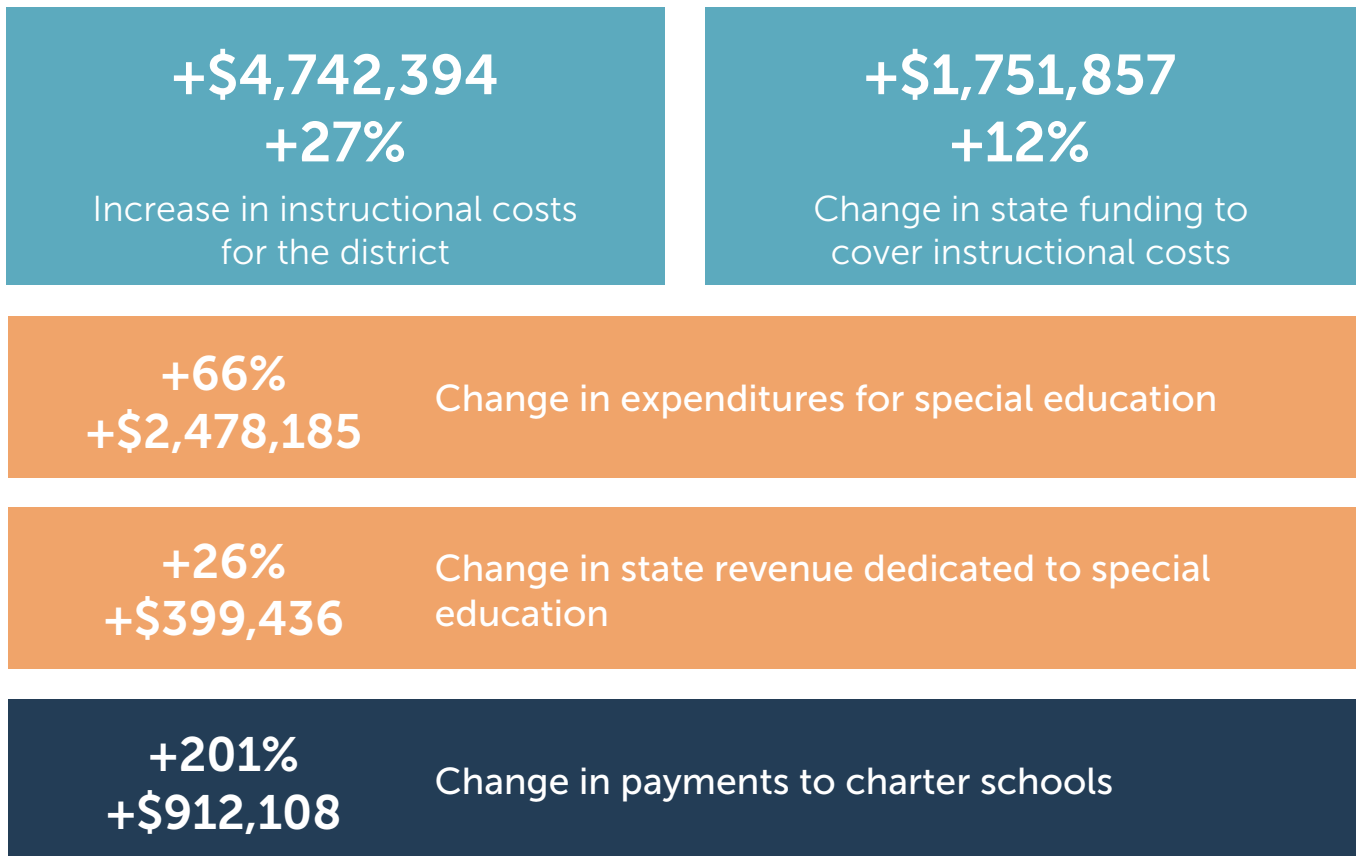 +$4,742,394
+27%
Increase in instructional costs
for the district
+$1,751,857
+12%
Change in state funding to
cover instructional costs
+66%
+$2,478,185
Change in expenditures for special education
+26%
+$399,436
Change in state revenue dedicated to special
education
+201%
+$912,108
Change in payments to charter schools